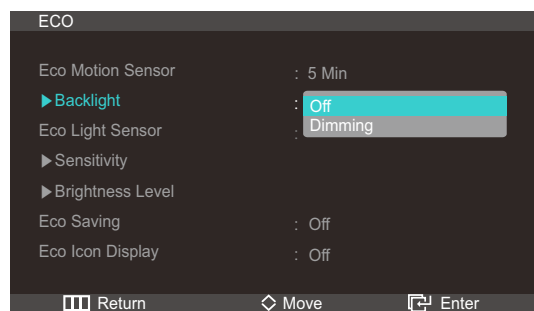 ECO
Eco Motion Sensor : 5 Min
▶Backlight : Off
Eco Light Sensor : Dimming
▶Sensitivity
▶Brightness Level
Eco Saving : Off
Eco Icon Display : Off
Return Move Enter